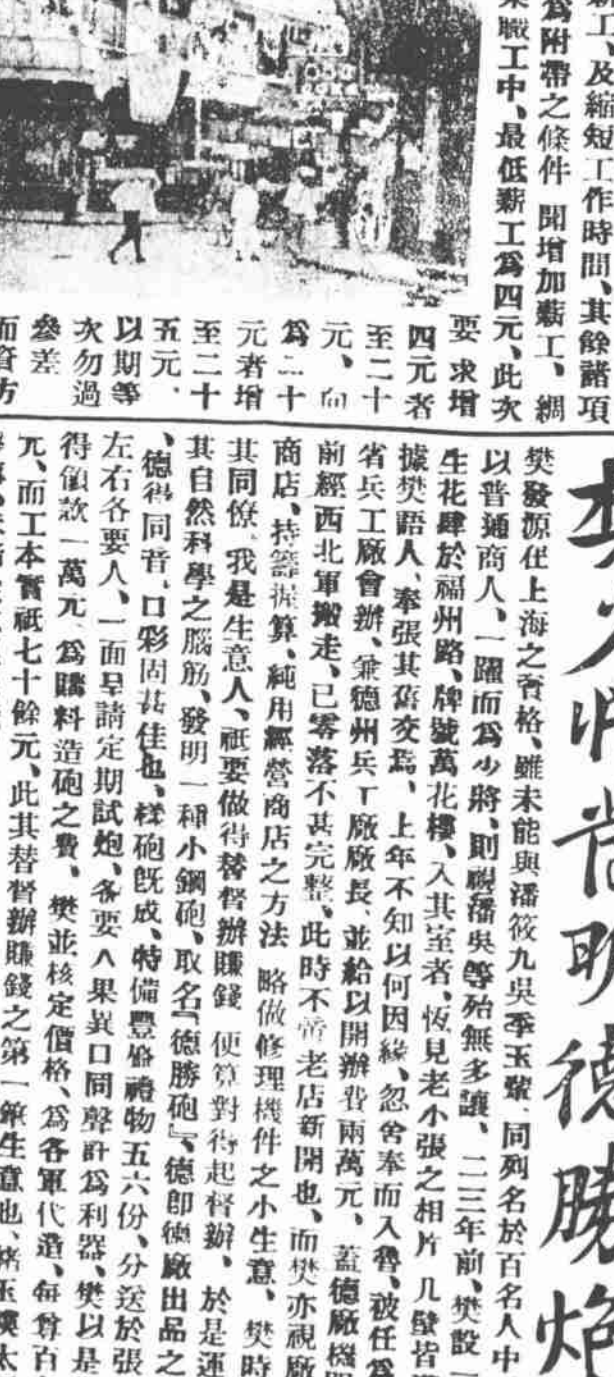 薪工、及縮短工作時間、其餘諸項
爲附帶之條件 聞增加薪工、綢
業職工中、最低薪工爲四元、此次
要求增
四元者
至二十
元、向
爲二十
元者增
至二十
五元、
以期等
次勿過
參差
而資方
德勝炮
樊發源在上海之資格、雖未能與潘筱九吳季玉輩、同列名於百名人中
以普通商人、一躍而爲少將、則視潘吳等殆無多讓、二三年前、樊設一
生花肆於福州路、牌號萬花樓、入其室者、恆見老小張之相片 几壁皆
據樊語人、奉張其舊交焉、上年不知以何因緣、忽舍奉而入魯、被任爲
省兵工廠會辦、兼德州兵工廠廠長、並給以開辦費兩萬元、蓋德廠機
前經西北軍搬走、已零落不甚完整、此時不啻老店新開也、而樊亦視廠
商店、持籌握算、純用經營商店之方法 略做修理機件之小生意、樊時
其同僚、我是生意人、祇要做得替督辦賺錢 便算對得起督辦、於是運
其自然科學之腦筋、發明一種小鋼砲、取名『德勝砲』、德卽德廠出品之
、德得同音、口彩固甚佳也、樣砲旣成、特備豐盛禮物五六份、分送於張
左右各要人、一面呈請定期試炮、各要人果異口同聲許爲利器、樊以是
得領款一萬元、爲購料造砲之費、樊並核定價格、爲各軍代造、每尊百
元、而工本實祇七十餘元、此其替督辦賺錢之第一筆生意也、